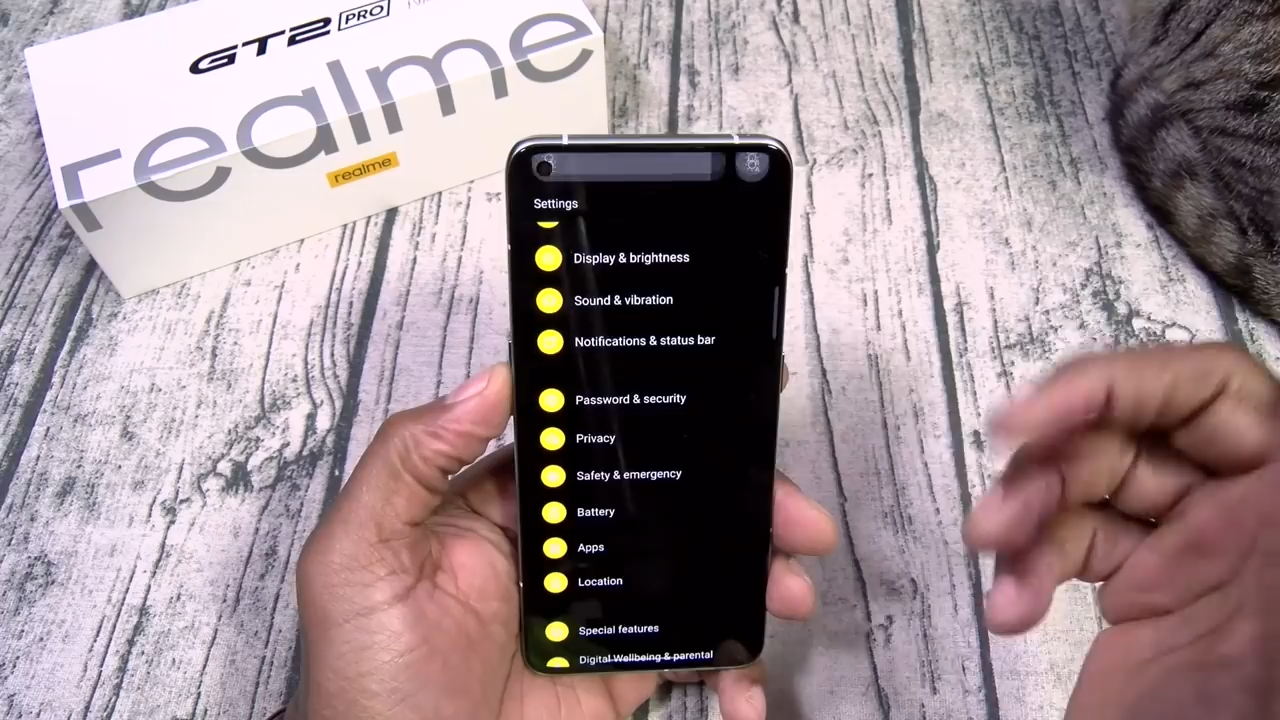 GT2 PRO
realme
realme
Settings
Display & brightness
Sound & vibration
Notifications & status bar
Password & security
Privacy
Safety & emergency
Battery
Apps
Location
Special features
Digital Wellbeing & parental